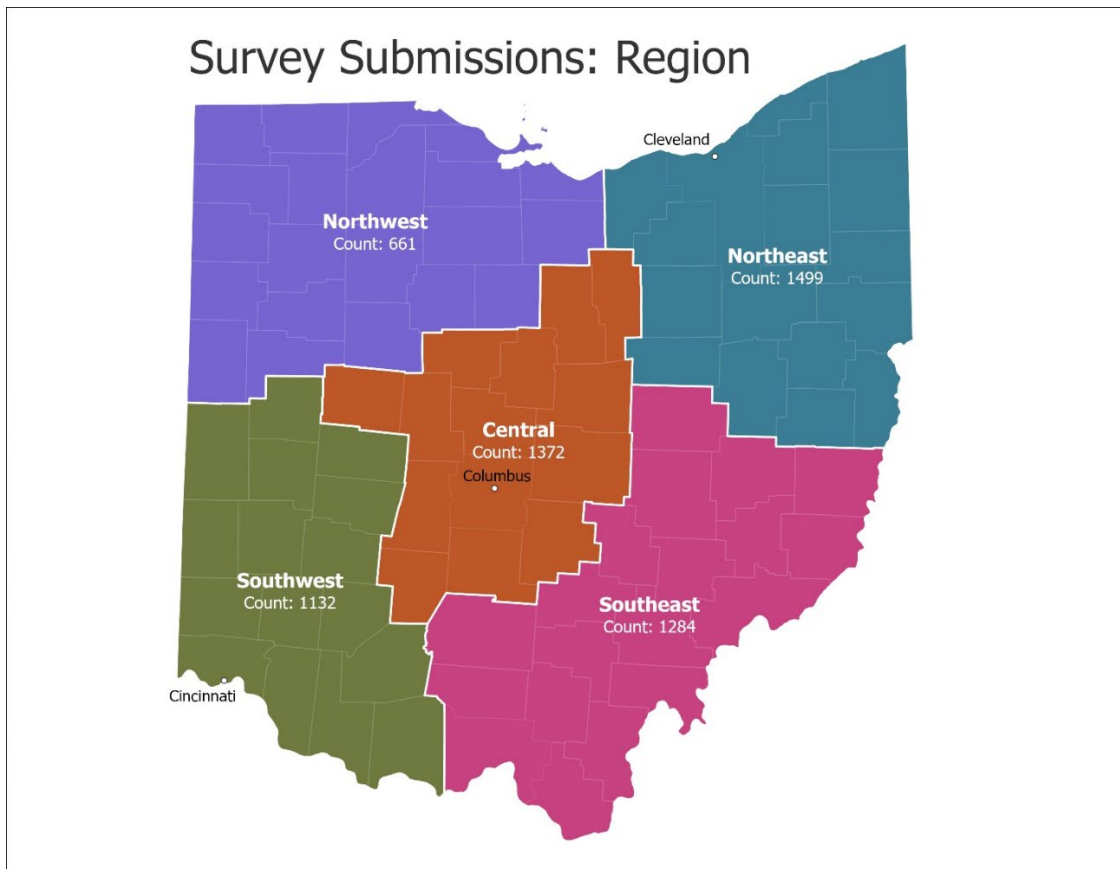 Survey Submissions: Region
Cleveland
Northwest
Count: 661
Northeast
Count: 1499
Central
Count: 1372
Columbus
Southwest
Count: 1132
Southeast
Count: 1284
Cincinnati